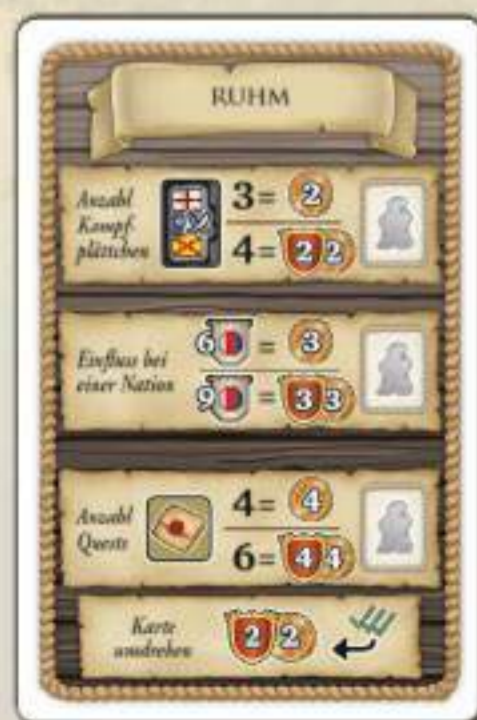 RUHM
Anzahl
Kampf-
plättchen
3= 2
4= 2 2
Einfluss bei
einer Nation
6 = 3
9 = 3 3
Anzahl
Quests
4= 4
6= 4 4
Karte
umdrehen
2 2